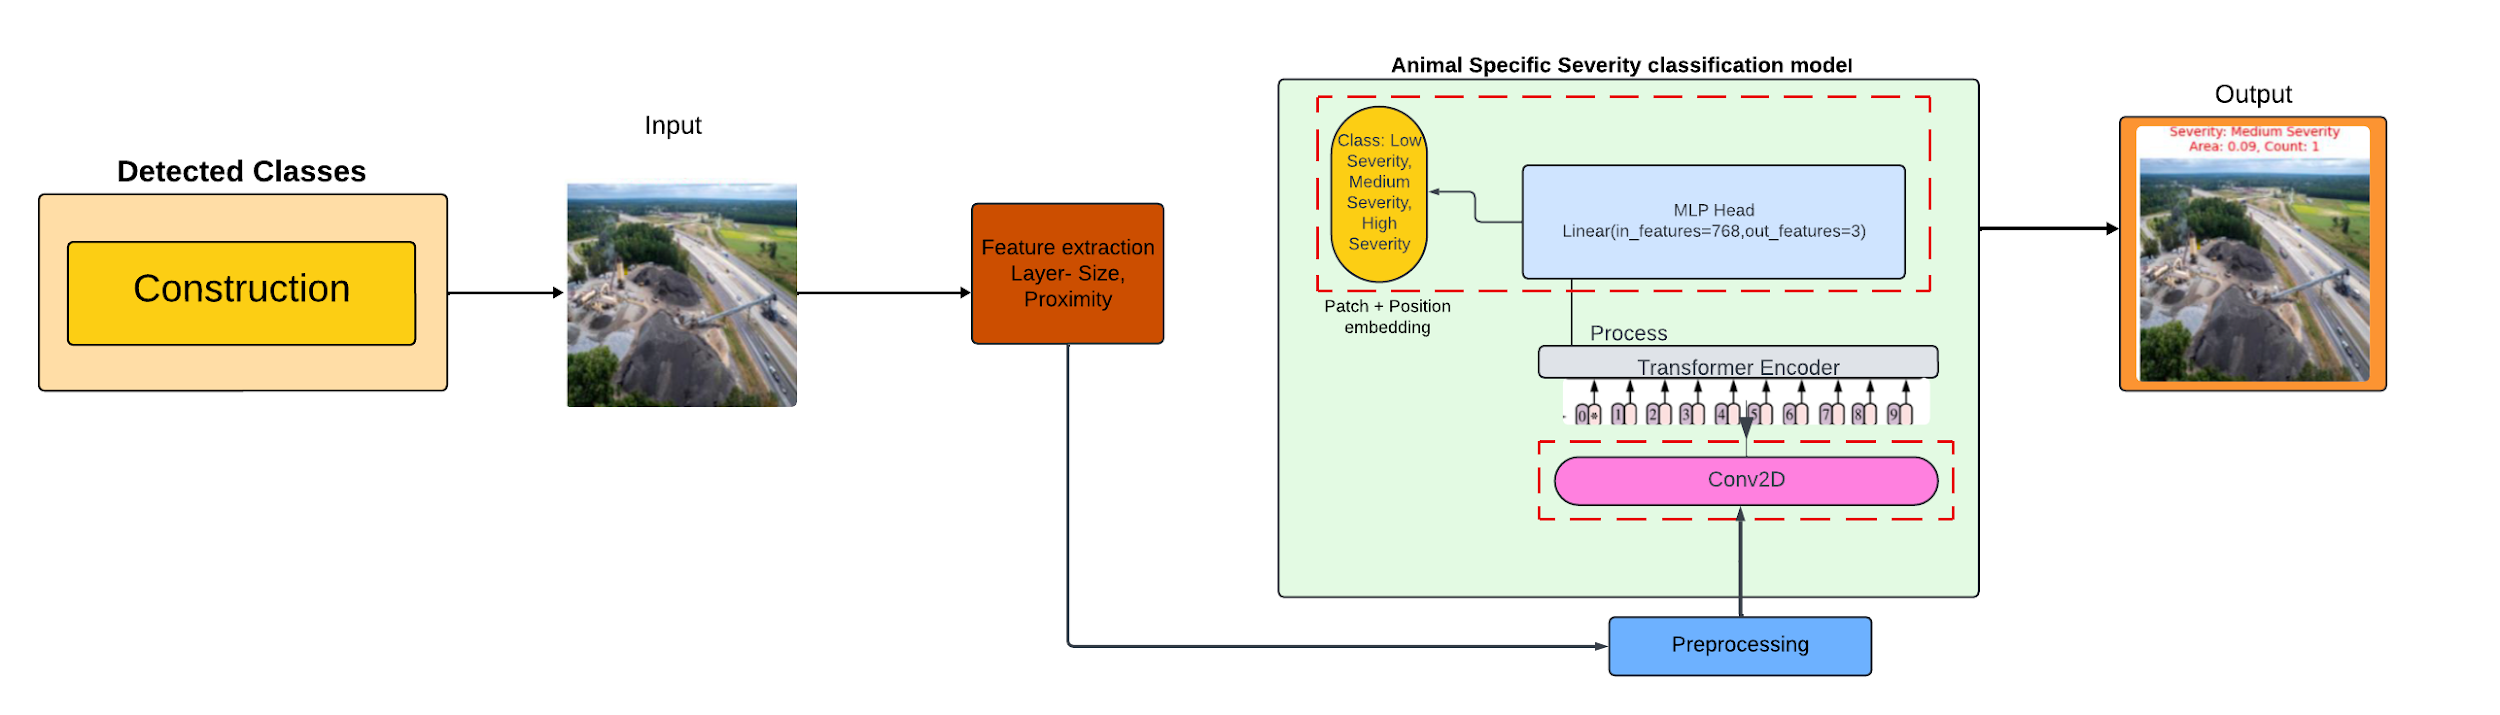 Detected Classes
Construction
Input
Feature extraction
Layer- Size,
Proximity
Animal Specific Severity classification model
Class: Low
Severity,
Medium
Severity,
High
Severity
MLP Head
Linear(in_features=768,out_features=3)
Patch + Position
embedding
Process
Transformer Encoder
0 * 1 2 3 4 5 6 7 8 9
Conv2D
Preprocessing
Output
Severity: Medium Severity
Area: 0.09, Count: 1